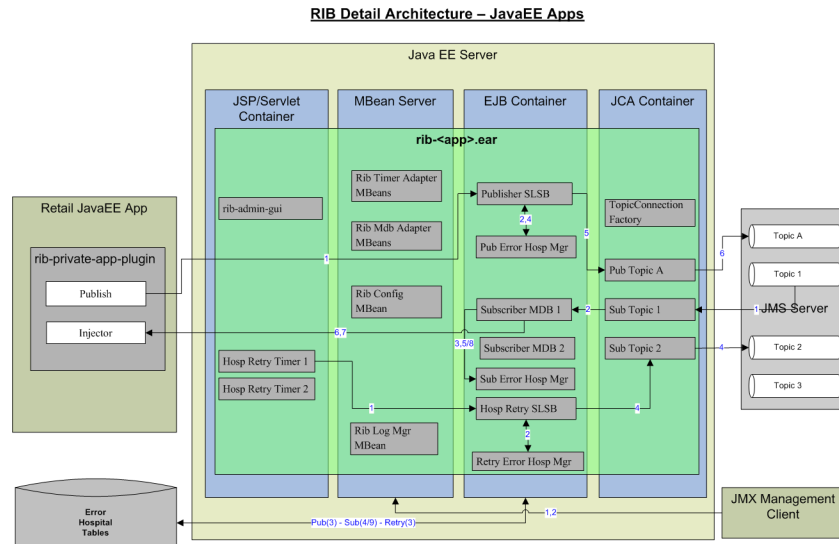 RIB Detail Architecture – JavaEE Apps
Java EE Server
JSP/Servlet
Container
MBean Server
EJB Container
JCA Container
rib-<app>.ear
Retail JavaEE App
rib-private-app-plugin
Publish
Injector
rib-admin-gui
Hosp Retry Timer 1
Hosp Retry Timer 2
Rib Timer Adapter
MBeans
Rib Mdb Adapter
MBeans
Rib Config
MBean
Rib Log Mgr
MBean
Publisher SLSB
2,4
Pub Error Hosp Mgr
Subscriber MDB 1
Subscriber MDB 2
Sub Error Hosp Mgr
Hosp Retry SLSB
2
Retry Error Hosp Mgr
TopicConnection
Factory
Pub Topic A
Sub Topic 1
Sub Topic 2
Topic A
Topic 1
JMS Server
Topic 2
Topic 3
1
5
6
1
2
6,7
3,5/8
4
1
4
1,2
Pub(3) - Sub(4/9) - Retry(3)
Error
Hospital
Tables
JMX Management
Client